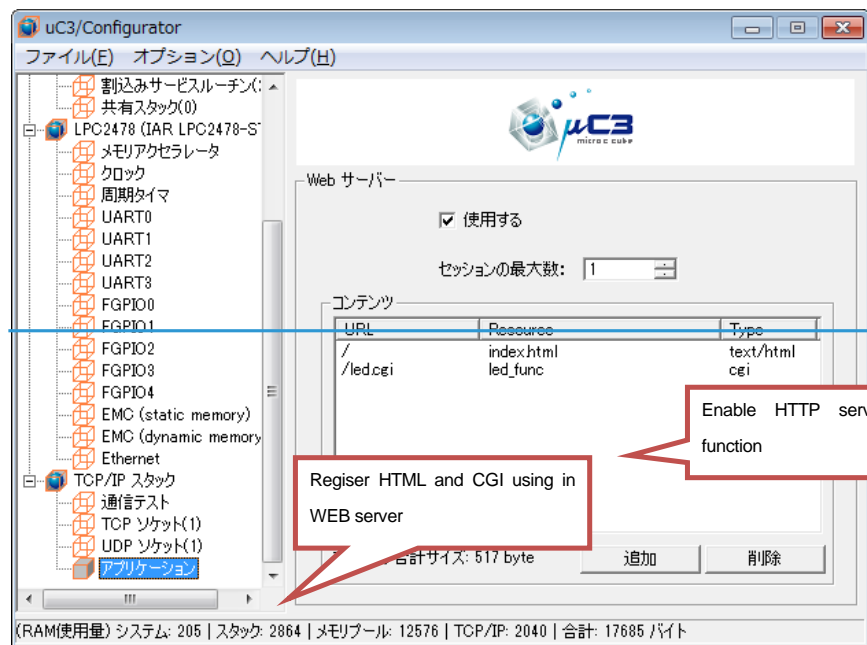 uC3/Configurator
ファイル(F) オプション(O) ヘルプ(H)
割込みサービスルーチン(
共有スタック(0)
LPC2478 (IAR LPC2478-S
メモリアクセラレータ
クロック
周期タイマ
UART0
UART1
UART2
UART3
FGPIO0
FGPIO1
FGPIO2
FGPIO3
FGPIO4
EMC (static memory)
EMC (dynamic memory
Ethernet
TCP/IP スタック
通信テスト
TCP ソケット(1)
UDP ソケット(1)
アプリケーション
μC3
micro c cube
Web サーバー
使用する
セッションの最大数: 1
コンテンツ
URL Resource Type
/ index.html text/html
/led.cgi led_func cgi
Enable HTTP serv
function
Regiser HTML and CGI using in
WEB server
合計サイズ: 517 byte
追加 削除
(RAM使用量) システム: 205 | スタック: 2864 | メモリプール: 12576 | TCP/IP: 2040 | 合計: 17685 バイト